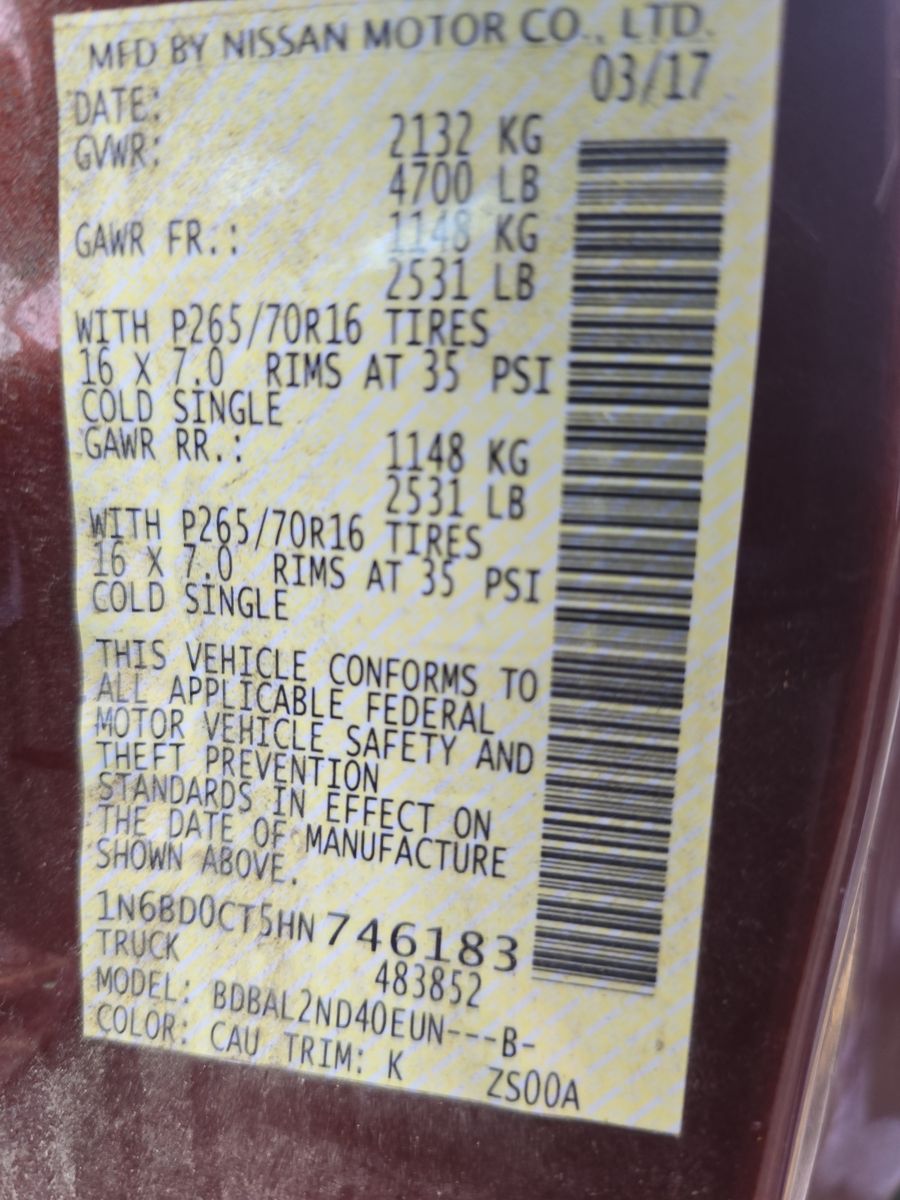 MFD BY NISSAN MOTOR CO., LTD.
DATE: 03/17
GVWR: 2132 KG
4700 LB
GAWR FR.: 1148 KG
2531 LB
WITH P265/70R16 TIRES
16 X 7.0 RIMS AT 35 PSI
COLD SINGLE
GAWR RR.: 1148 KG
2531 LB
WITH P265/70R16 TIRES
16 X 7.0 RIMS AT 35 PSI
COLD SINGLE
THIS VEHICLE CONFORMS TO
ALL APPLICABLE FEDERAL
MOTOR VEHICLE SAFETY AND
THEFT PREVENTION
STANDARDS IN EFFECT ON
THE DATE OF MANUFACTURE
SHOWN ABOVE.
1N6BD0CT5HN746183
TRUCK 483852
MODEL: BDBAL2ND40EUN---B-
COLOR: CAU TRIM: K ZS00A